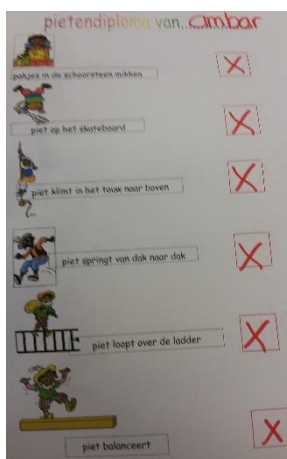 pietendiploma van..ambar
pakjes in de schoorsteen mikken
piet op het skateboard
piet klimt in het touw naar boven
piet springt van dak naar dak
piet loopt over de ladder
piet balanceert